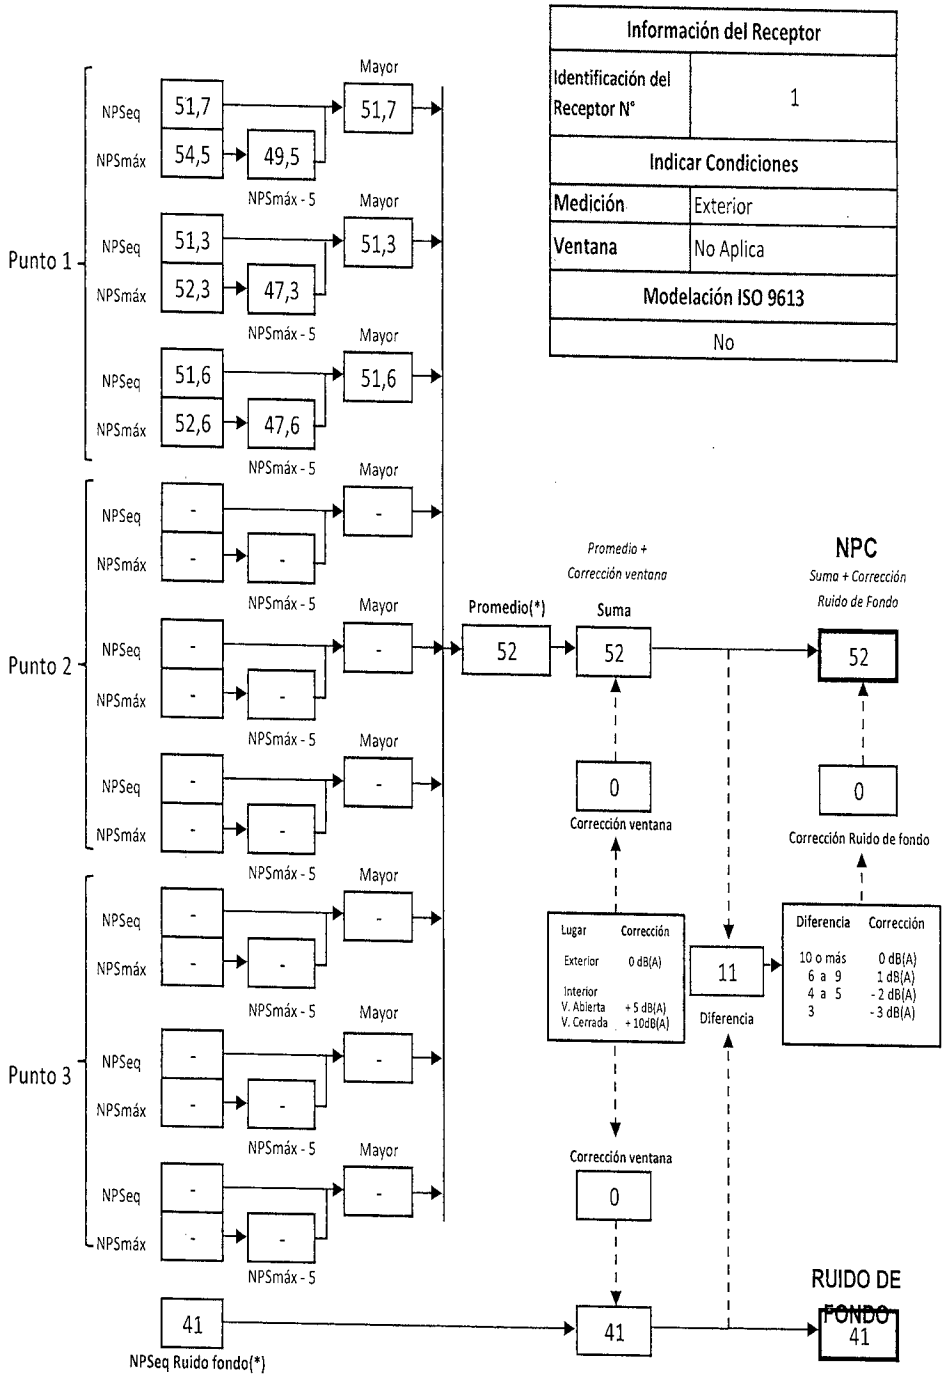 Información del Receptor
Identificación del
Receptor N°
1
Indicar Condiciones
Medición
Exterior
Ventana
No Aplica
Modelación ISO 9613
No
Punto 1
Mayor
NPSeq
51,7
51,7
NPSmáx
54,5
49,5
NPSmáx - 5
Mayor
NPSeq
51,3
51,3
NPSmáx
52,3
47,3
NPSmáx - 5
Mayor
NPSeq
51,6
51,6
NPSmáx
52,6
47,6
NPSmáx - 5
Punto 2
Mayor
NPSeq
-
-
NPSmáx
-
-
NPSmáx - 5
Mayor
NPSeq
-
-
NPSmáx
-
-
NPSmáx - 5
Mayor
NPSeq
-
-
NPSmáx
-
-
NPSmáx - 5
Punto 3
Mayor
NPSeq
-
-
NPSmáx
-
-
NPSmáx - 5
Mayor
NPSeq
-
-
NPSmáx
-
-
NPSmáx - 5
Mayor
NPSeq
-
-
NPSmáx
-
-
NPSmáx - 5
41
NPSeq Ruido fondo(*)
Promedio(*)
52
Promedio +
Corrección ventana
Suma
52
0
Corrección ventana
Lugar Corrección
Exterior 0 dB(A)
Interior
V. Abierta + 5 dB(A)
V. Cerrada + 10dB(A)
Corrección ventana
0
41
11
Diferencia
NPC
Suma + Corrección
Ruido de Fondo
52
0
Corrección Ruido de fondo
Diferencia Corrección
10 o más 0 dB(A)
6 a 9 1 dB(A)
4 a 5 - 2 dB(A)
3 - 3 dB(A)
RUIDO DE
FONDO
41